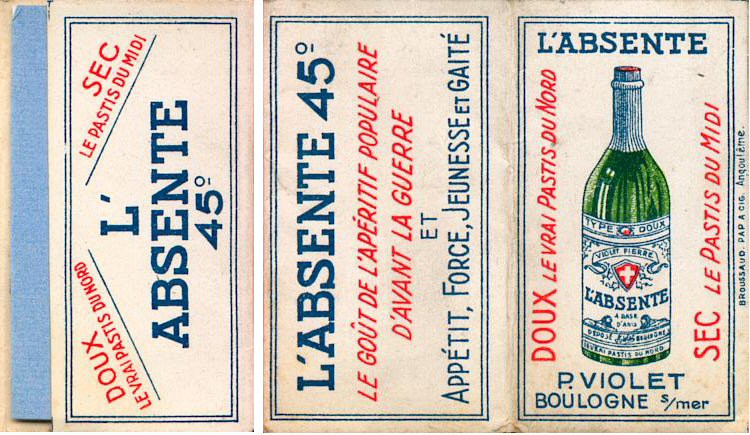 SEC
LE PASTIS DU MIDI
L'
ABSENTE
45°
DOUX
LE VRAI PASTIS DU NORD
L'ABSENTE 45°
LE GOÛT DE L'APÉRITIF POPULAIRE
D'AVANT LA GUERRE
ET
APPÉTIT, FORCE, JEUNESSE ET GAITÉ
L'ABSENTE
DOUX LE VRAI PASTIS DU NORD
TYPE DOUX
VIOLET PIERRE
L'ABSENTE
A BASE
D'ANIS
DEPOSÉ BOULOGNE
LE VRAI PASTIS DU NORD
SEC LE PASTIS DU MIDI
P. VIOLET
BOULOGNE s/mer
BROUSSAUD. PAP A CIG. Angoulême